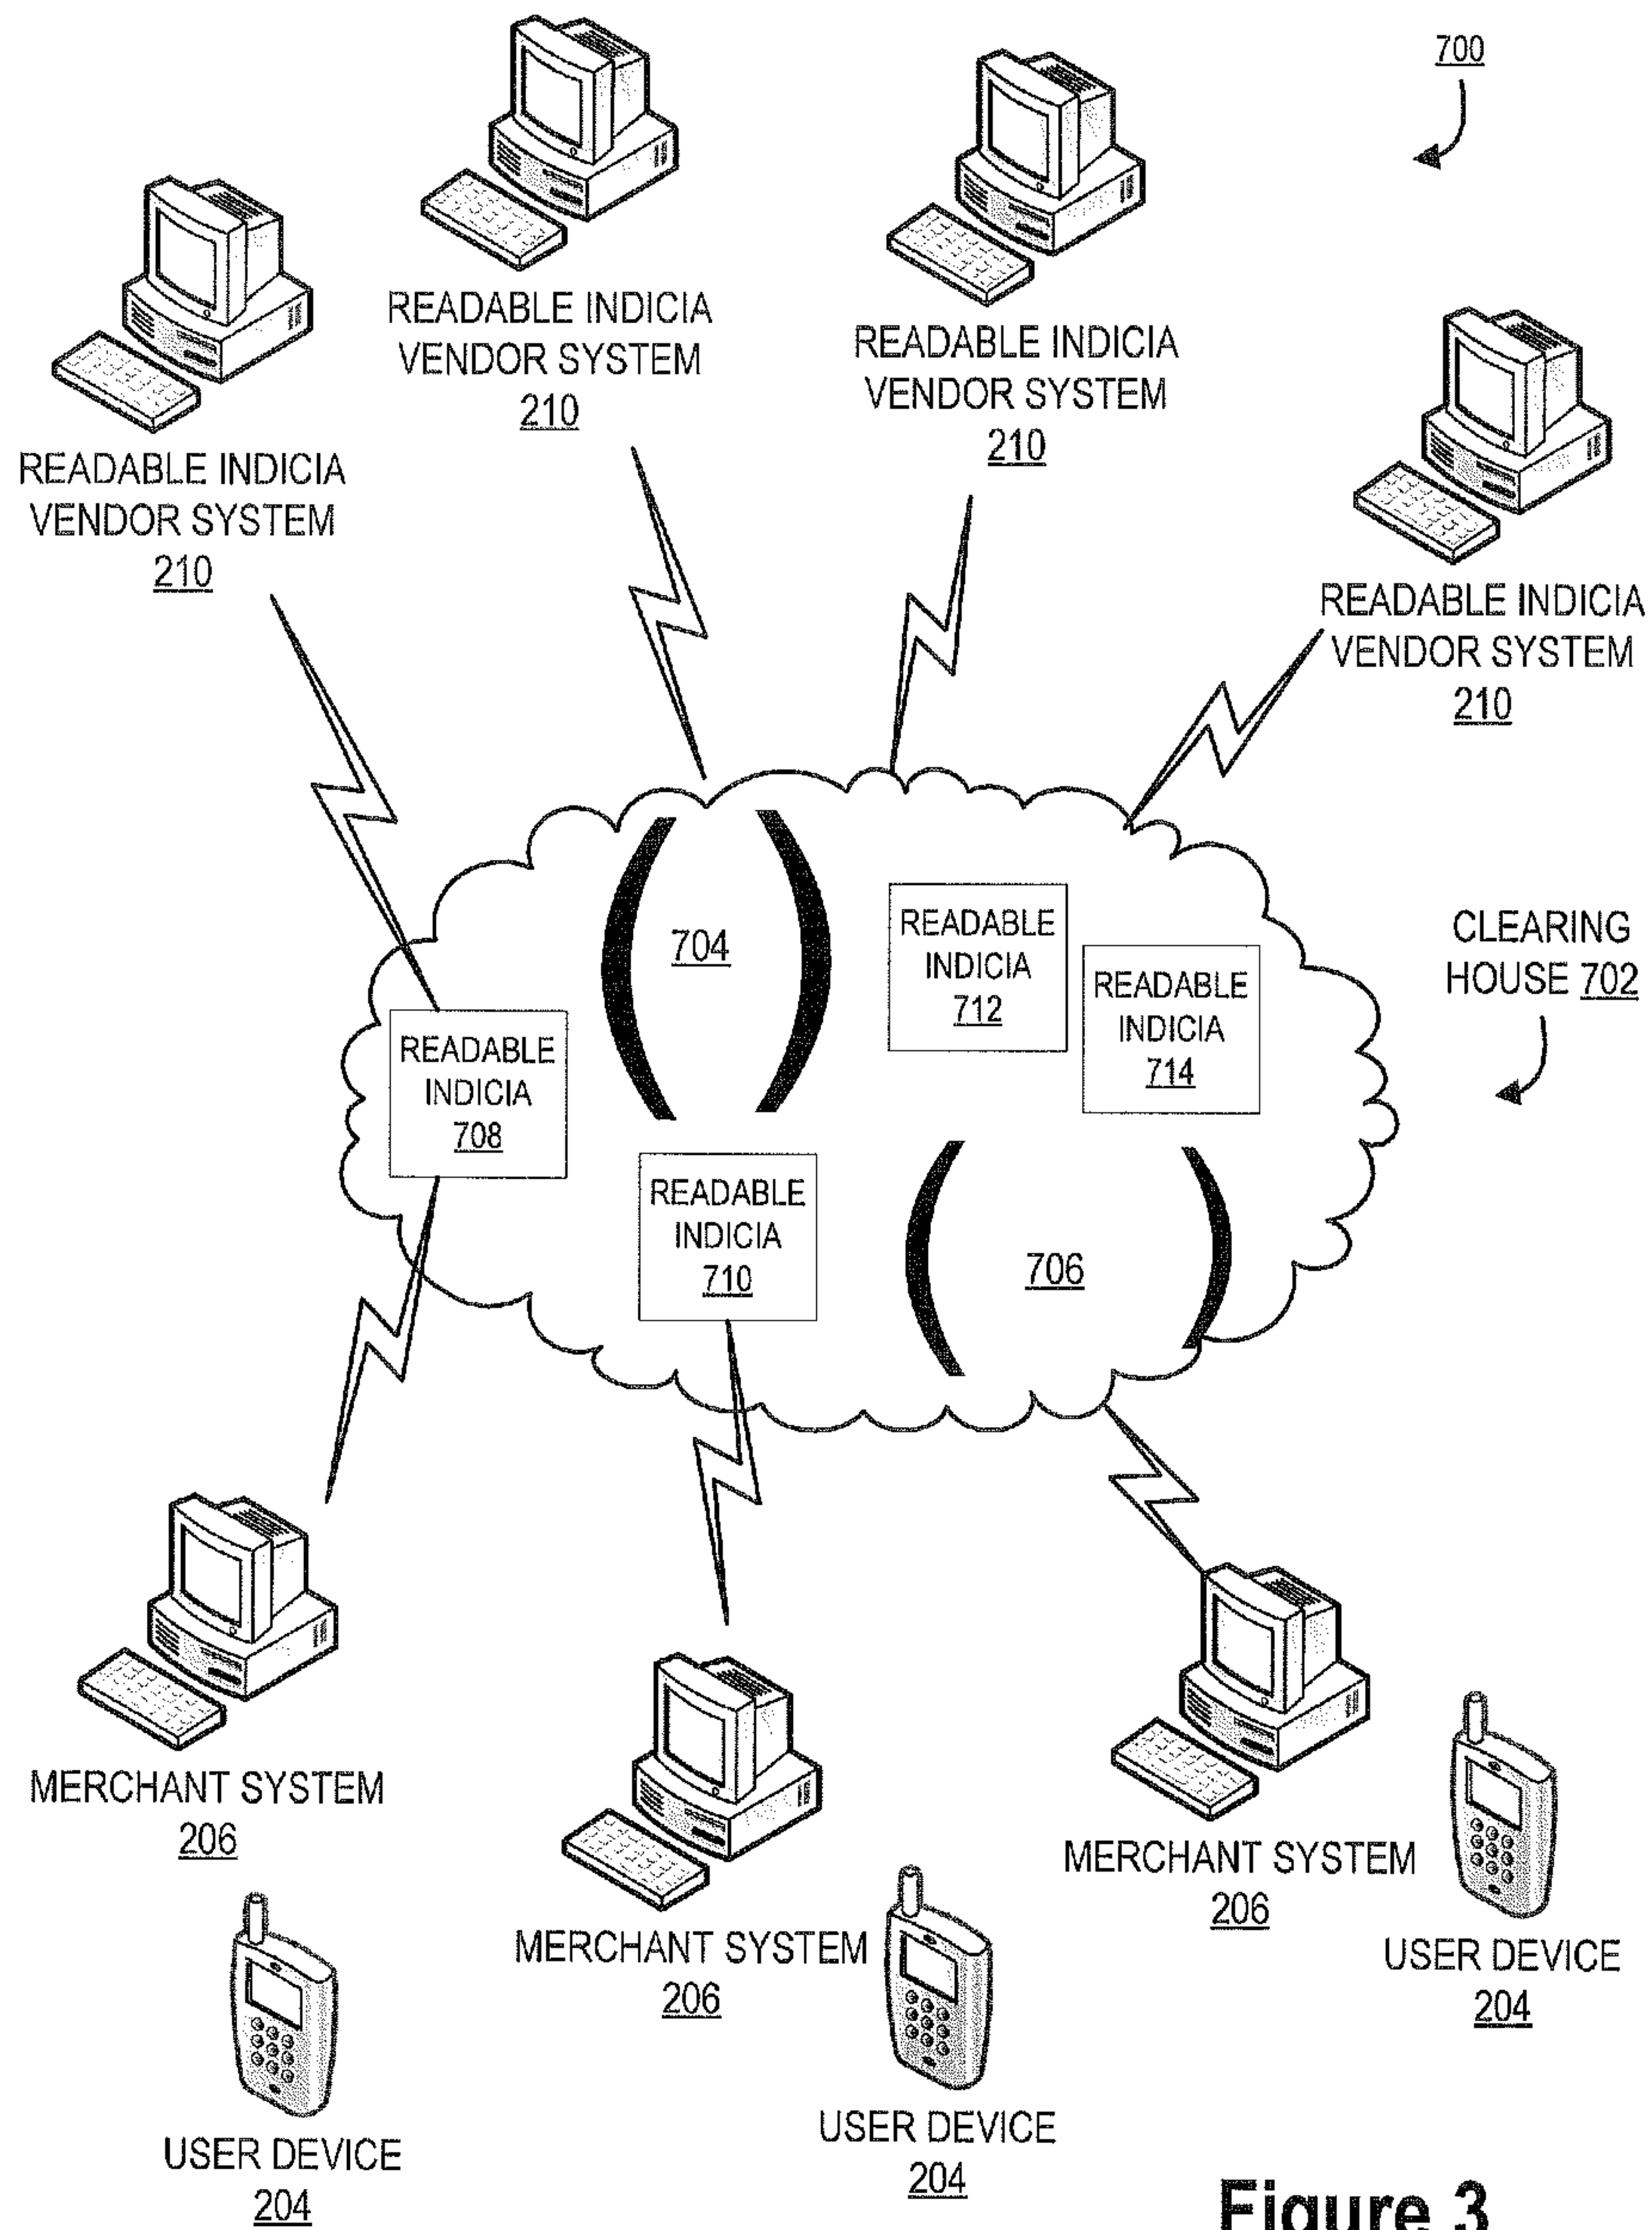 700
READABLE INDICIA
VENDOR SYSTEM
210
READABLE INDICIA
VENDOR SYSTEM
210
READABLE INDICIA
VENDOR SYSTEM
210
READABLE INDICIA
VENDOR SYSTEM
210
CLEARING
HOUSE 702
704
READABLE
INDICIA
712
READABLE
INDICIA
714
READABLE
INDICIA
708
READABLE
INDICIA
710
706
MERCHANT SYSTEM
206
MERCHANT SYSTEM
206
MERCHANT SYSTEM
206
USER DEVICE
204
USER DEVICE
204
USER DEVICE
204
Figure 3